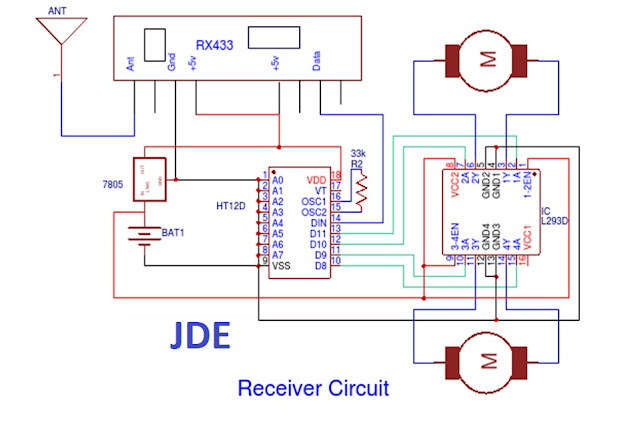 ANT
1
RX433
Ant
Gnd
+5v
+5v
Data
M
7805
BAT1
HT12D
1 A0
2 A1
3 A2
4 A3
5 A4
6 A5
7 A6
8 A7
9 VSS
VDD 18
VT 17
OSC1 16
OSC2 15
DIN 14
D11 13
D10 12
D9 11
D8 10
33k
R2
8 7 6 5 4 3 2 1
VCC2 2A 2Y GND2 GND1 1Y 1A 1-2EN
IC
L293D
3-4EN 3A 3Y GND4 GND3 4Y 4A VCC1
9 10 11 12 13 14 15 16
M
JDE
Receiver Circuit